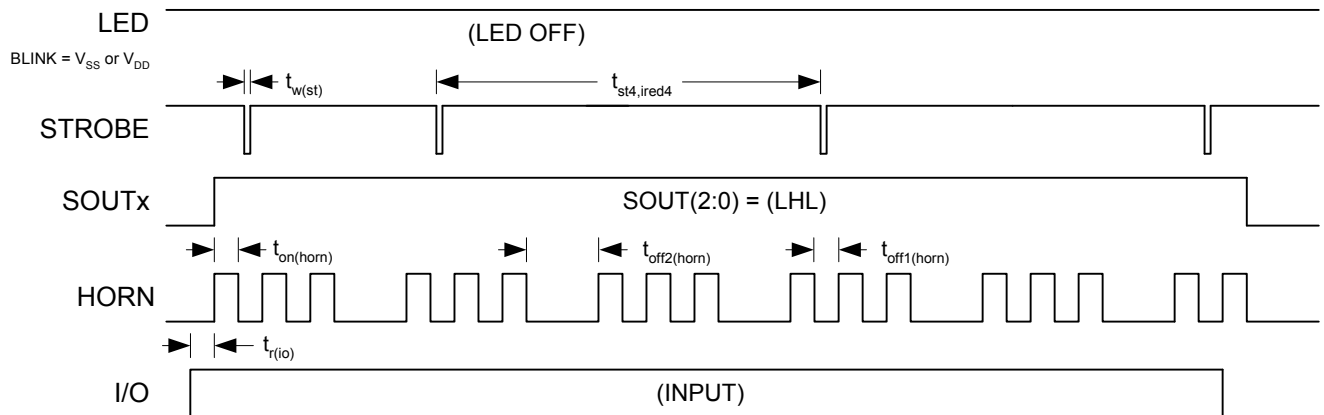 LED
(LED OFF)
BLINK = VSS or VDD
tw(st)
tst4,ired4
STROBE
SOUTx
SOUT(2:0) = (LHL)
ton(horn)
toff2(horn)
toff1(horn)
HORN
tr(io)
I/O
(INPUT)